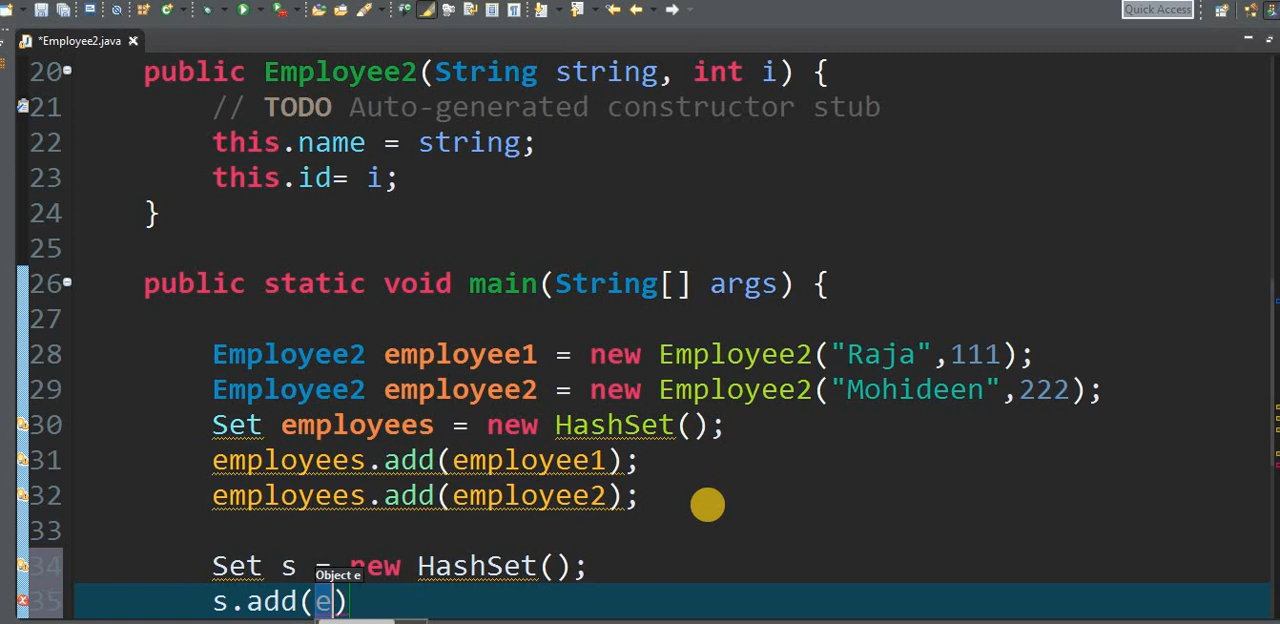 Quick Access
*Employee2.java
20 public Employee2(String string, int i) {
21 // TODO Auto-generated constructor stub
22 this.name = string;
23 this.id= i;
24 }
25
26 public static void main(String[] args) {
27
28 Employee2 employee1 = new Employee2("Raja",111);
29 Employee2 employee2 = new Employee2("Mohideen",222);
30 Set employees = new HashSet();
31 employees.add(employee1);
32 employees.add(employee2);
33
34 Set s = new HashSet();
Object e
35 s.add(e)